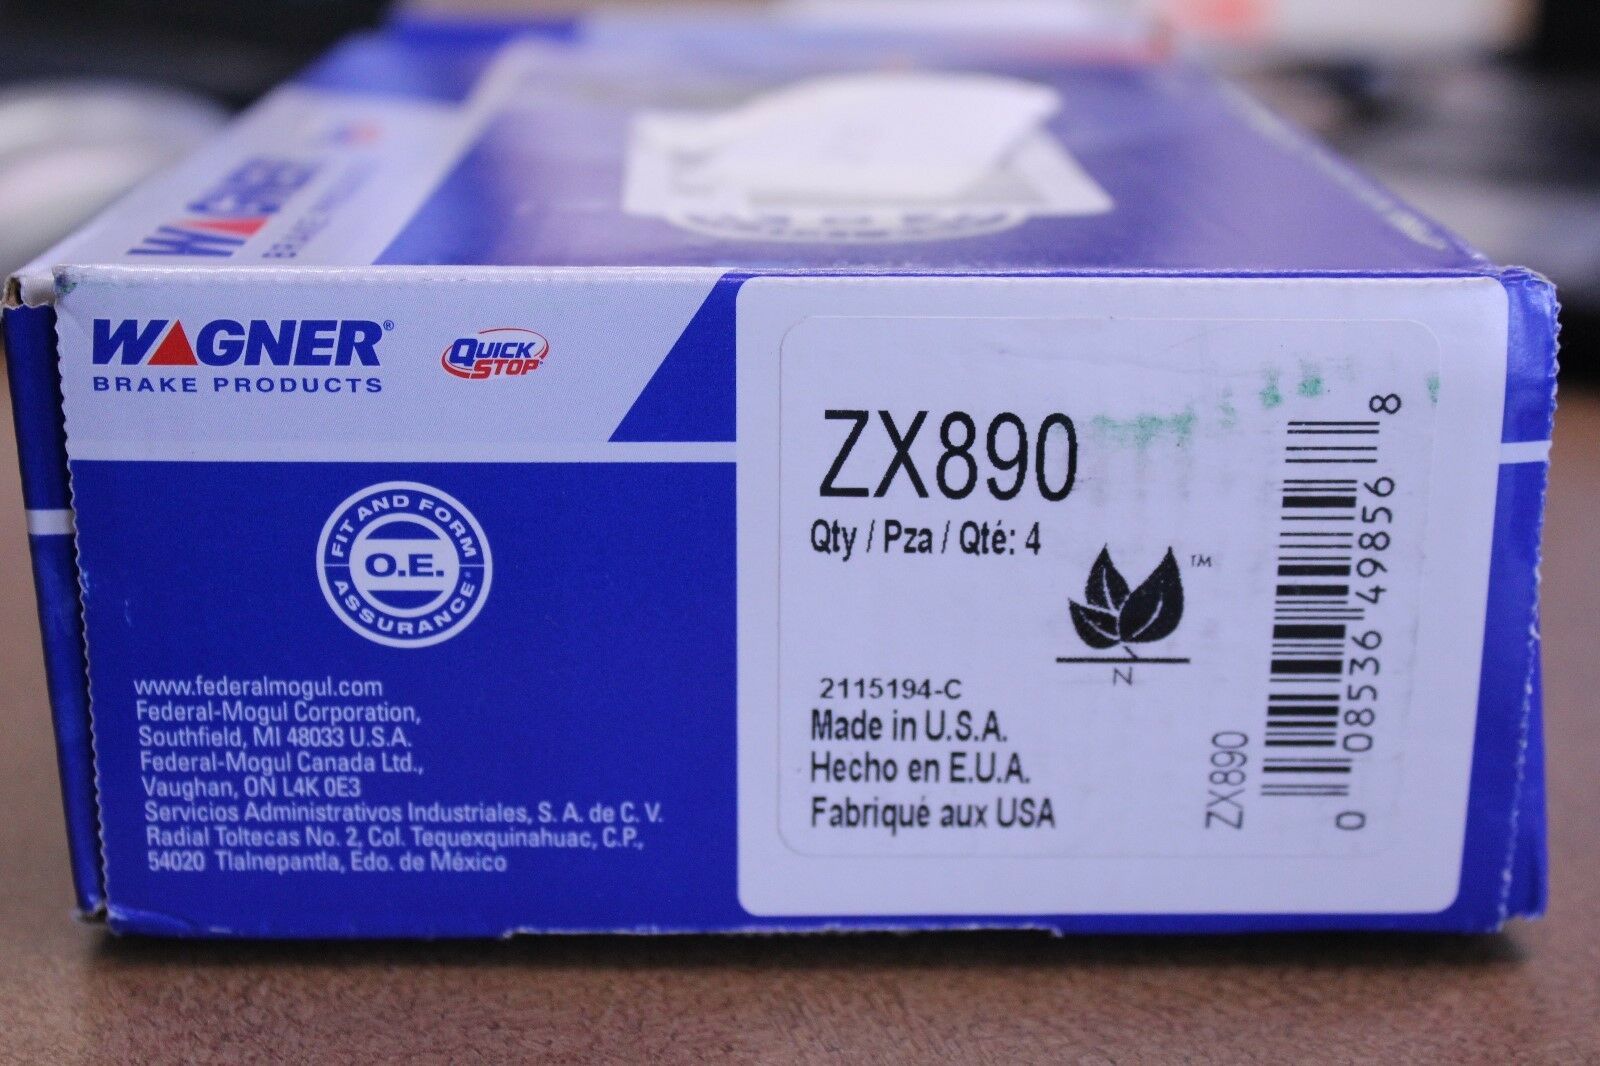 WAGNER
BRAKE PRODUCTS
WAGNER®
BRAKE PRODUCTS
QUICK
STOP
FIT AND FORM
O.E.
ASSURANCE
www.federalmogul.com
Federal-Mogul Corporation,
Southfield, MI 48033 U.S.A.
Federal-Mogul Canada Ltd.,
Vaughan, ON L4K 0E3
Servicios Administrativos Industriales, S. A. de C. V.
Radial Toltecas No. 2, Col. Tequexquinahuac, C.P.,
54020 Tlalnepantla, Edo. de México
ZX890
Qty / Pza / Qté: 4
TM
N
2115194-C
Made in U.S.A.
Hecho en E.U.A.
Fabriqué aux USA
ZX890
0 08536 49856 8